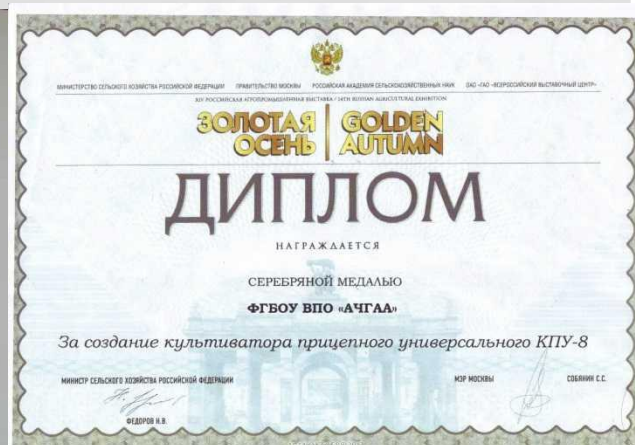 МИНИСТЕРСТВО СЕЛЬСКОГО ХОЗЯЙСТВА РОССИЙСКОЙ ФЕДЕРАЦИИ ПРАВИТЕЛЬСТВО МОСКВЫ РОССИЙСКАЯ АКАДЕМИЯ СЕЛЬСКОХОЗЯЙСТВЕННЫХ НАУК ОАО «ГАО «ВСЕРОССИЙСКИЙ ВЫСТАВОЧНЫЙ ЦЕНТР»
XIV РОССИЙСКАЯ АГРОПРОМЫШЛЕННАЯ ВЫСТАВКА / 14TH RUSSIAN AGRICULTURAL EXHIBITION
ЗОЛОТАЯ ОСЕНЬ
GOLDEN AUTUMN
ДИПЛОМ
НАГРАЖДАЕТСЯ
СЕРЕБРЯНОЙ МЕДАЛЬЮ
ФГБОУ ВПО «АЧГАА»
За создание культиватора прицепного универсального КПУ-8
МИНИСТР СЕЛЬСКОГО ХОЗЯЙСТВА РОССИЙСКОЙ ФЕДЕРАЦИИ
ФЕДОРОВ Н.В.
МЭР МОСКВЫ
СОБЯНИН С.С.